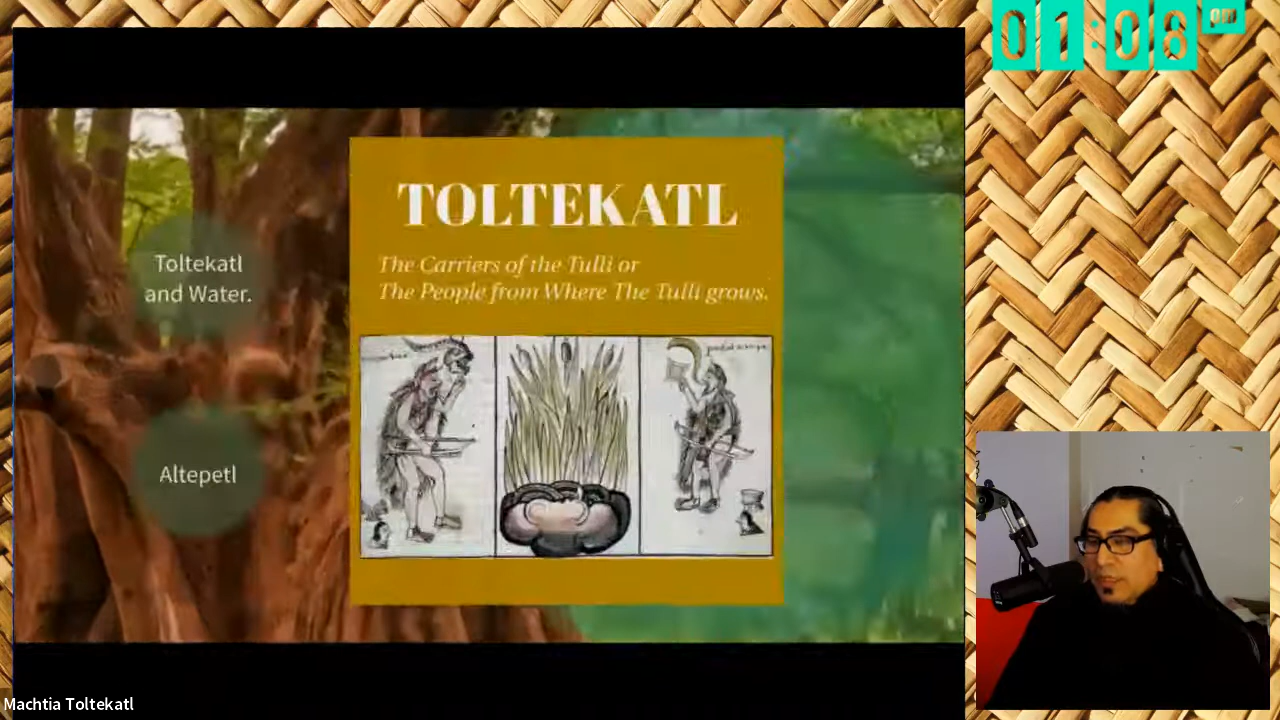 01:08 am
TOLTEKATL
The Carriers of the Tulli or
The People from Where The Tulli grows.
Toltekatl
and Water.
Altepetl
Machtia Toltekatl